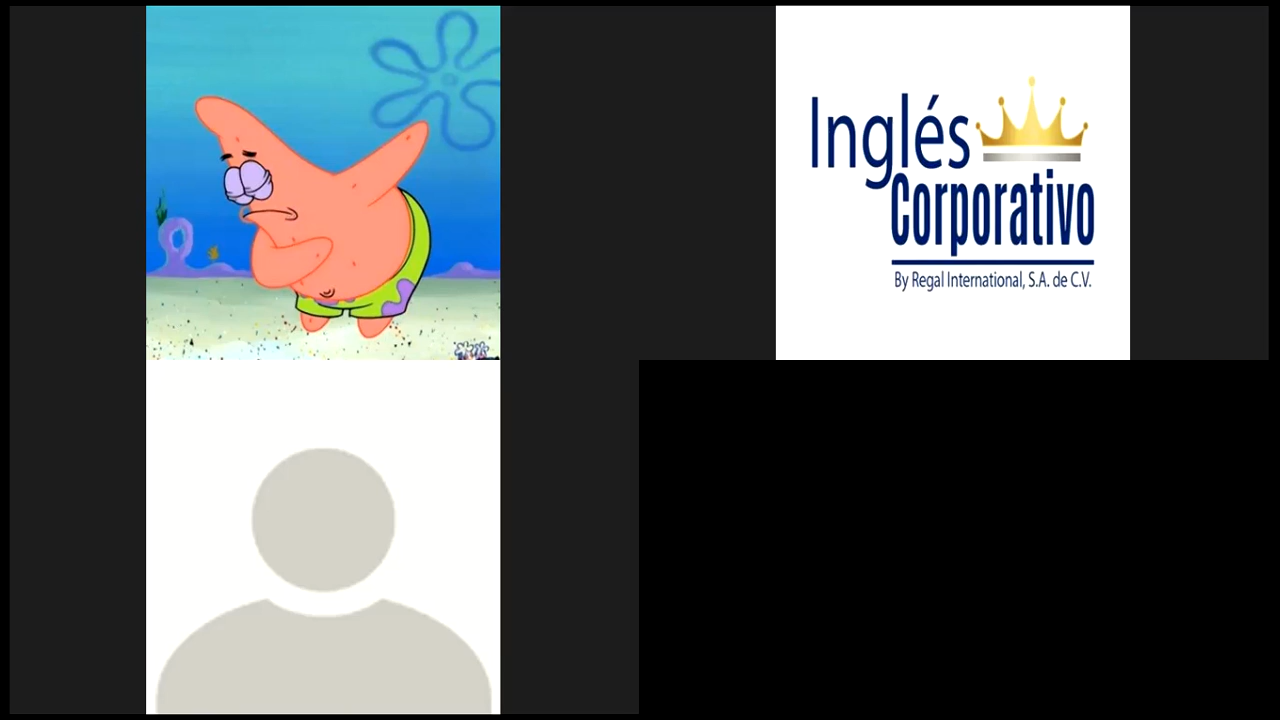 Inglés
Corporativo
By Regal International, S.A. de C.V.